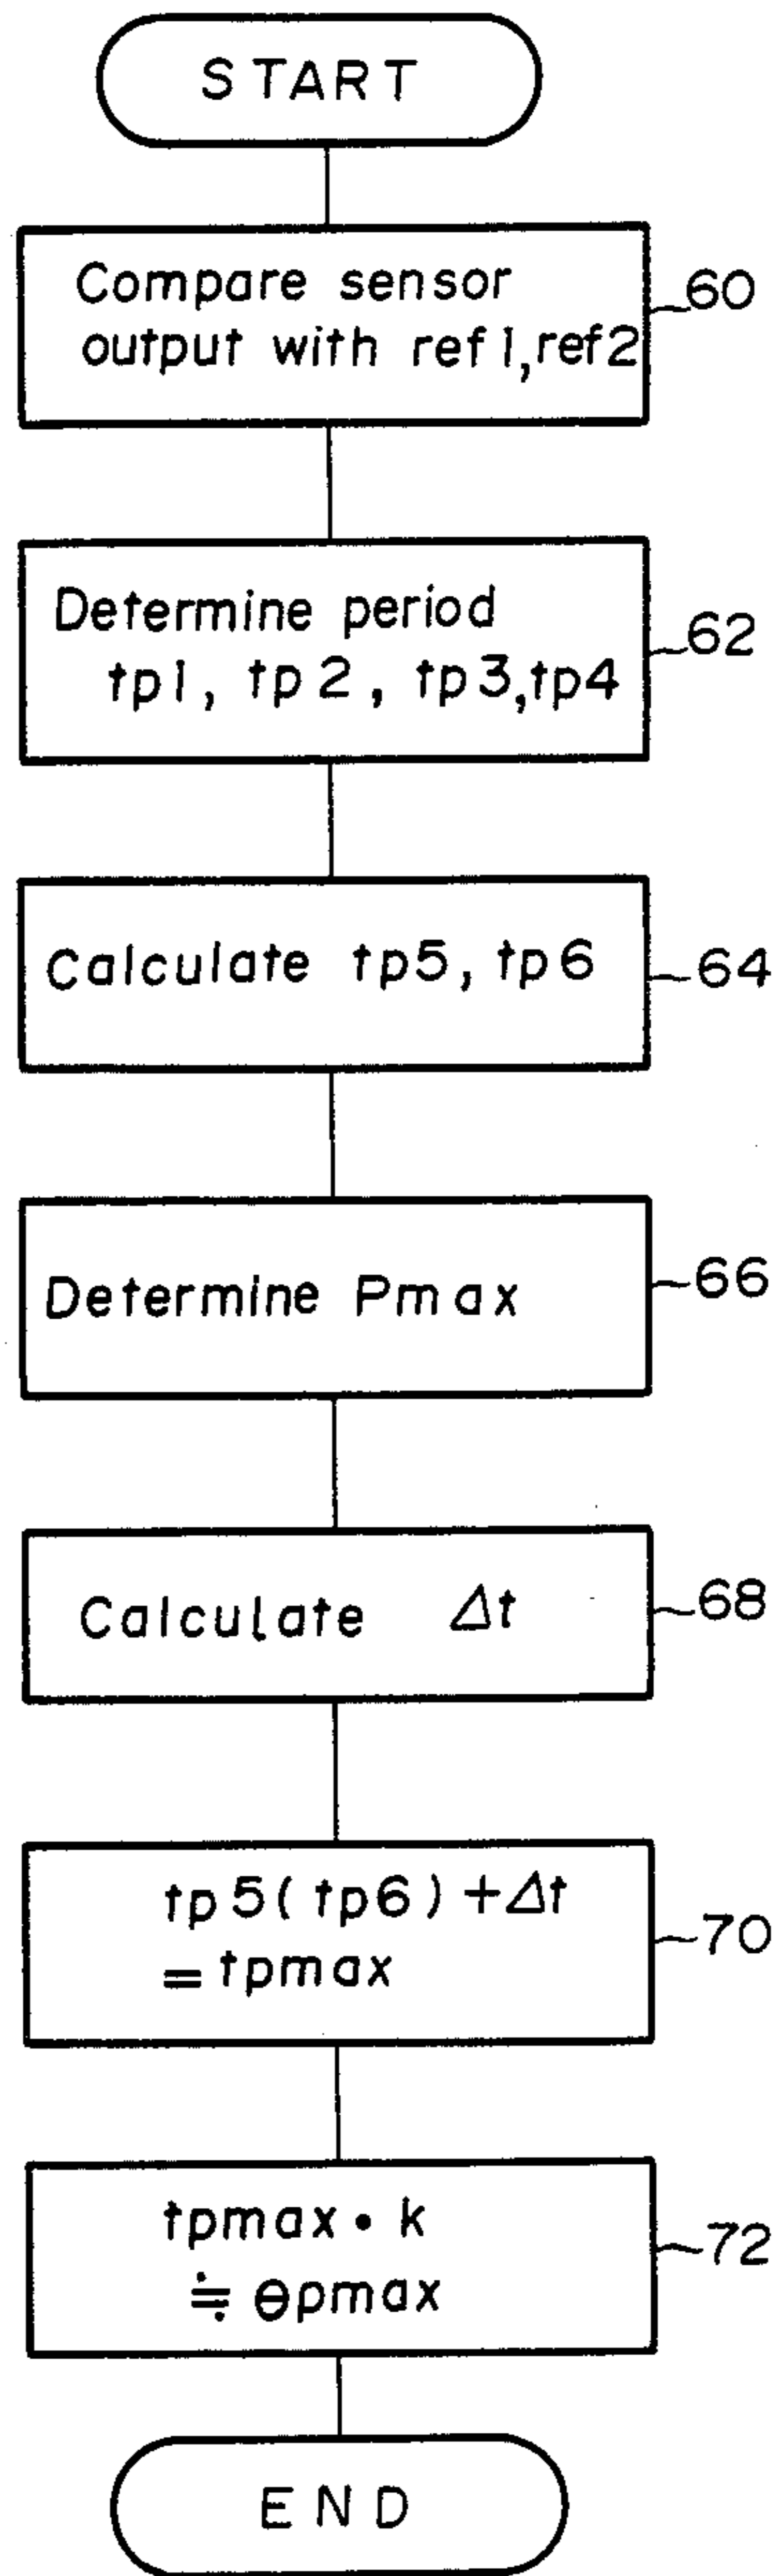 START
Compare sensor
output with ref1,ref2
60
Determine period
tp1, tp2, tp3,tp4
62
Calculate tp5, tp6
64
Determine Pmax
66
Calculate Δt
68
tp5(tp6)+Δt
=tpmax
70
tpmax•k
≒θpmax
72
END